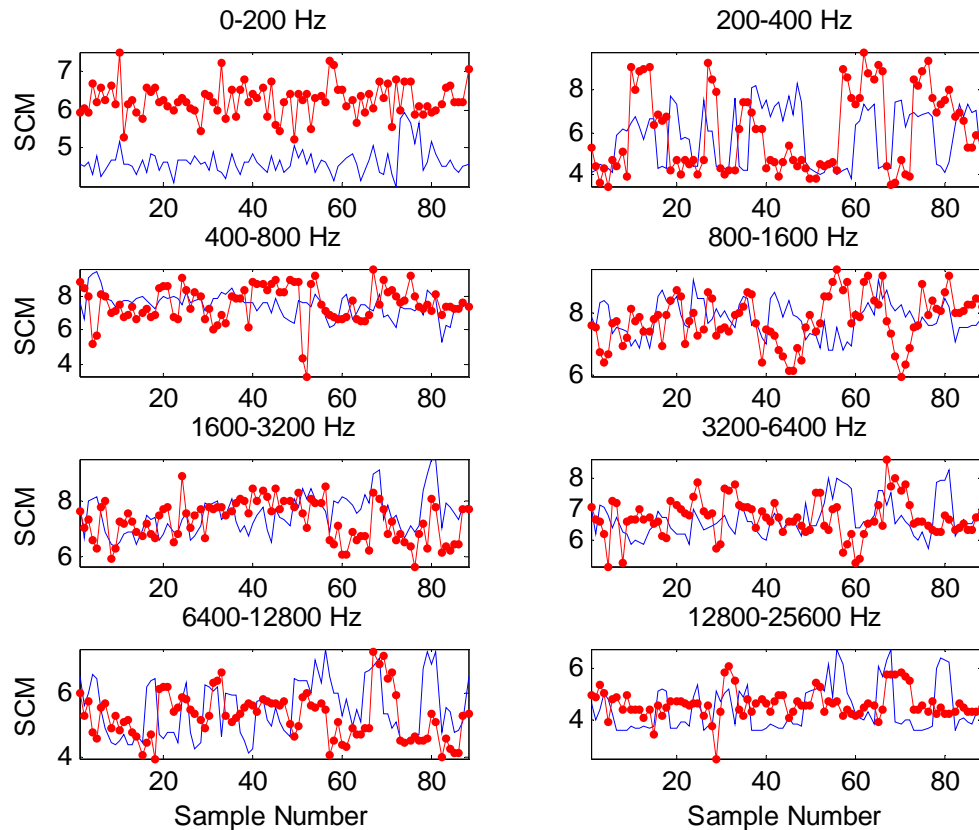 0-200 Hz
200-400 Hz
SCM
7
6
5
20 40 60 80
8
6
4
20 40 60 80
400-800 Hz
800-1600 Hz
8
6
4
20 40 60 80
8
6
20 40 60 80
1600-3200 Hz
3200-6400 Hz
SCM
8
6
20 40 60 80
8
7
6
20 40 60 80
6400-12800 Hz
12800-25600 Hz
SCM
6
4
20 40 60 80
Sample Number
6
4
20 40 60 80
Sample Number